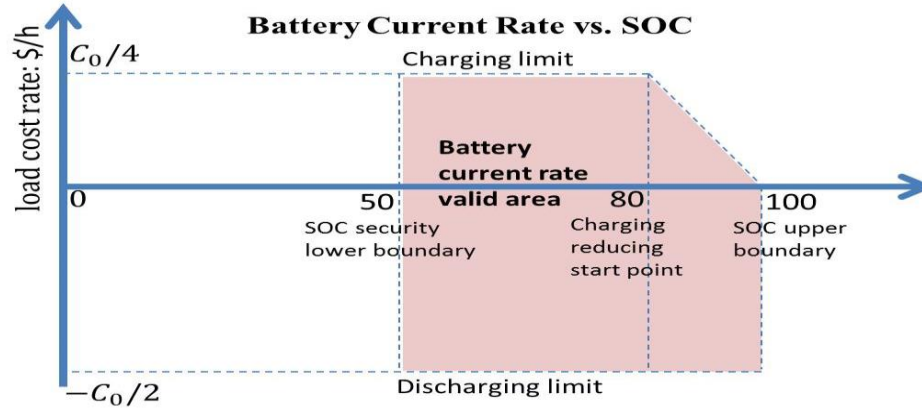 Battery Current Rate vs. SOC
load cost rate: $/h
C₀/4
Charging limit
Battery
current rate
valid area
0
50
80
100
SOC security
lower boundary
Charging
reducing
start point
SOC upper
boundary
−C₀/2
Discharging limit